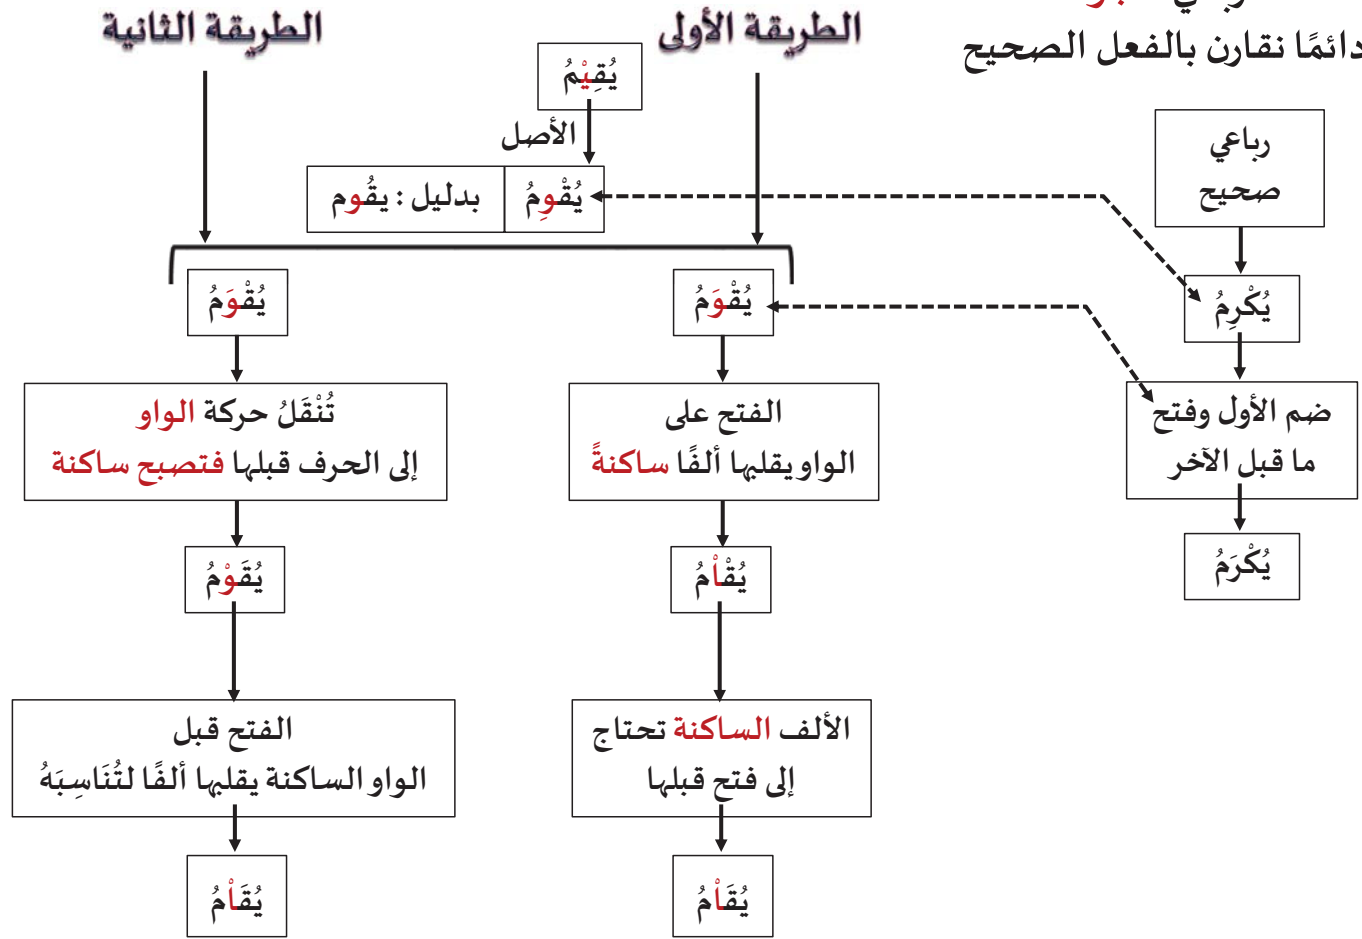 دائمًا نقارن بالفعل الصحيح
رباعي
صحيح
يُكْرِمُ
ضم الأول وفتح
ما قبل الآخر
يُكْرَمُ
الطريقة الأولى
الطريقة الثانية
يُقِيْمُ
الأصل
يُقْوِمُ
بدليل : يقُوم
يُقْوَمُ
الفتح على
الواو يقلبها ألفًا ساكنةً
يُقْاْمُ
الألف الساكنة تحتاج
إلى فتح قبلها
يُقَاْمُ
يُقْوَمُ
تُنْقَلُ حركة الواو
إلى الحرف قبلها فتصبح ساكنة
يُقَوْمُ
الفتح قبل
الواو الساكنة يقلبها ألفًا لتُنَاسِبَهُ
يُقَاْمُ